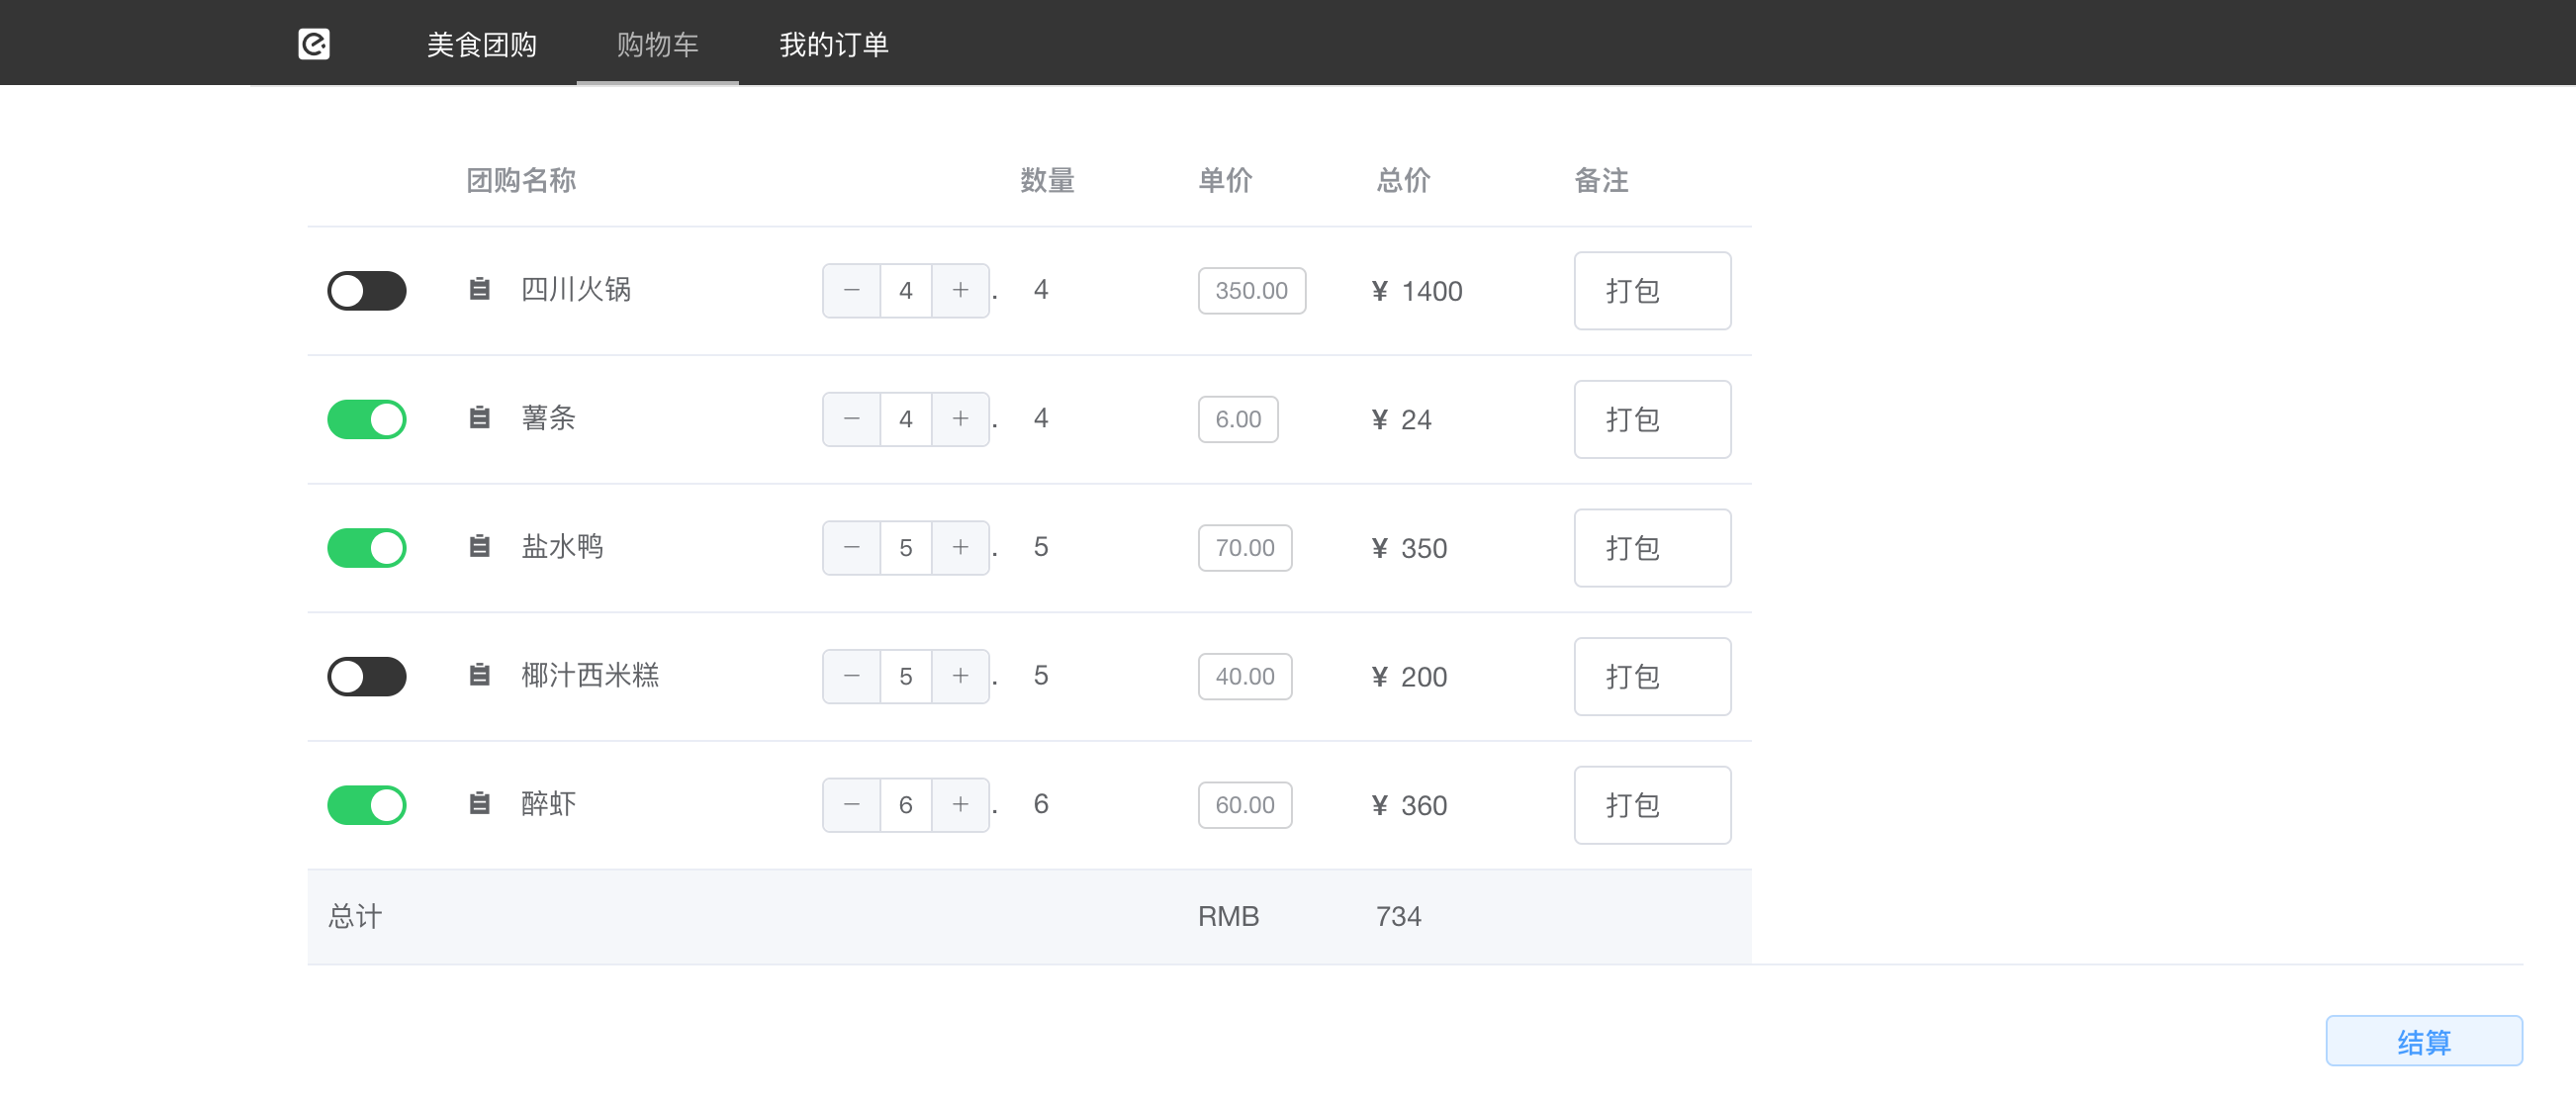 美食团购 购物车 我的订单
团购名称 数量 单价 总价 备注
四川火锅 − 4 + . 4 350.00 ¥ 1400 打包
薯条 − 4 + . 4 6.00 ¥ 24 打包
盐水鸭 − 5 + . 5 70.00 ¥ 350 打包
椰汁西米糕 − 5 + . 5 40.00 ¥ 200 打包
醉虾 − 6 + . 6 60.00 ¥ 360 打包
总计 RMB 734
结算